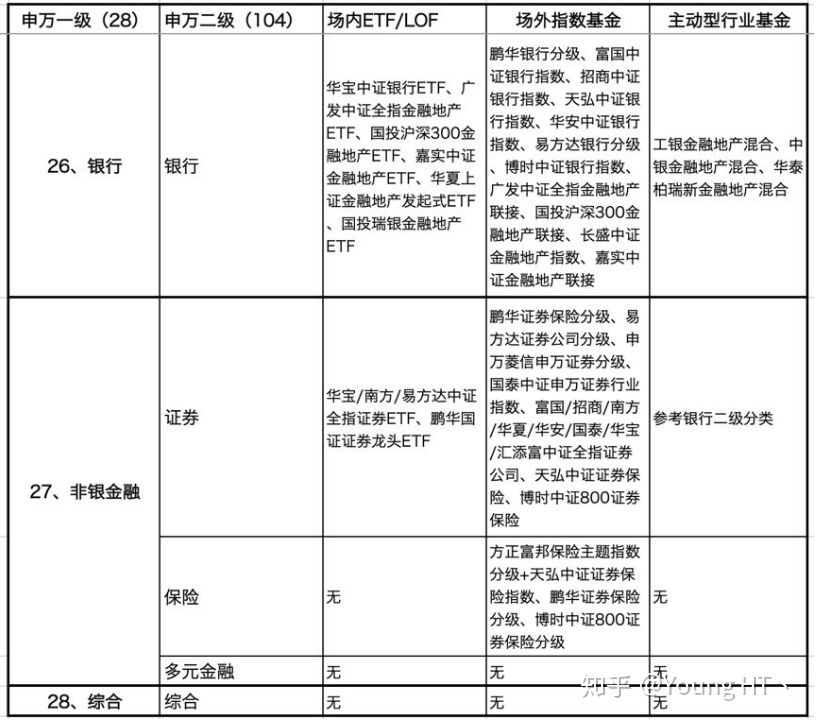 申万一级（28）
申万二级（104）
场内ETF/LOF
场外指数基金
主动型行业基金
26、银行
银行
华宝中证银行ETF、广
发中证全指金融地产
ETF、国投沪深300金
融地产ETF、嘉实中证
金融地产ETF、华夏上
证金融地产发起式ETF
、国投瑞银金融地产
ETF
鹏华银行分级、富国中
证银行指数、招商中证
银行指数、天弘中证银
行指数、华安中证银行
指数、易方达银行分级
、博时中证银行指数、
广发中证全指金融地产
联接、国投沪深300金
融地产联接、长盛中证
金融地产指数、嘉实中
证金融地产联接
工银金融地产混合、中
银金融地产混合、华泰
柏瑞新金融地产混合
27、非银金融
证券
华宝/南方/易方达中证
全指证券ETF、鹏华国
证证券龙头ETF
鹏华证券保险分级、易
方达证券公司分级、申
万菱信申万证券分级、
国泰中证申万证券行业
指数、富国/招商/南方
/华夏/华安/国泰/华宝
/汇添富中证全指证券
公司、天弘中证证券保
险、博时中证800证券
保险
参考银行二级分类
保险
无
方正富邦保险主题指数
分级+天弘中证证券保
险指数、鹏华证券保险
分级、博时中证800证
券保险分级
无
多元金融
无
无
无
28、综合
综合
无
无
无
知乎 @Young HT丶